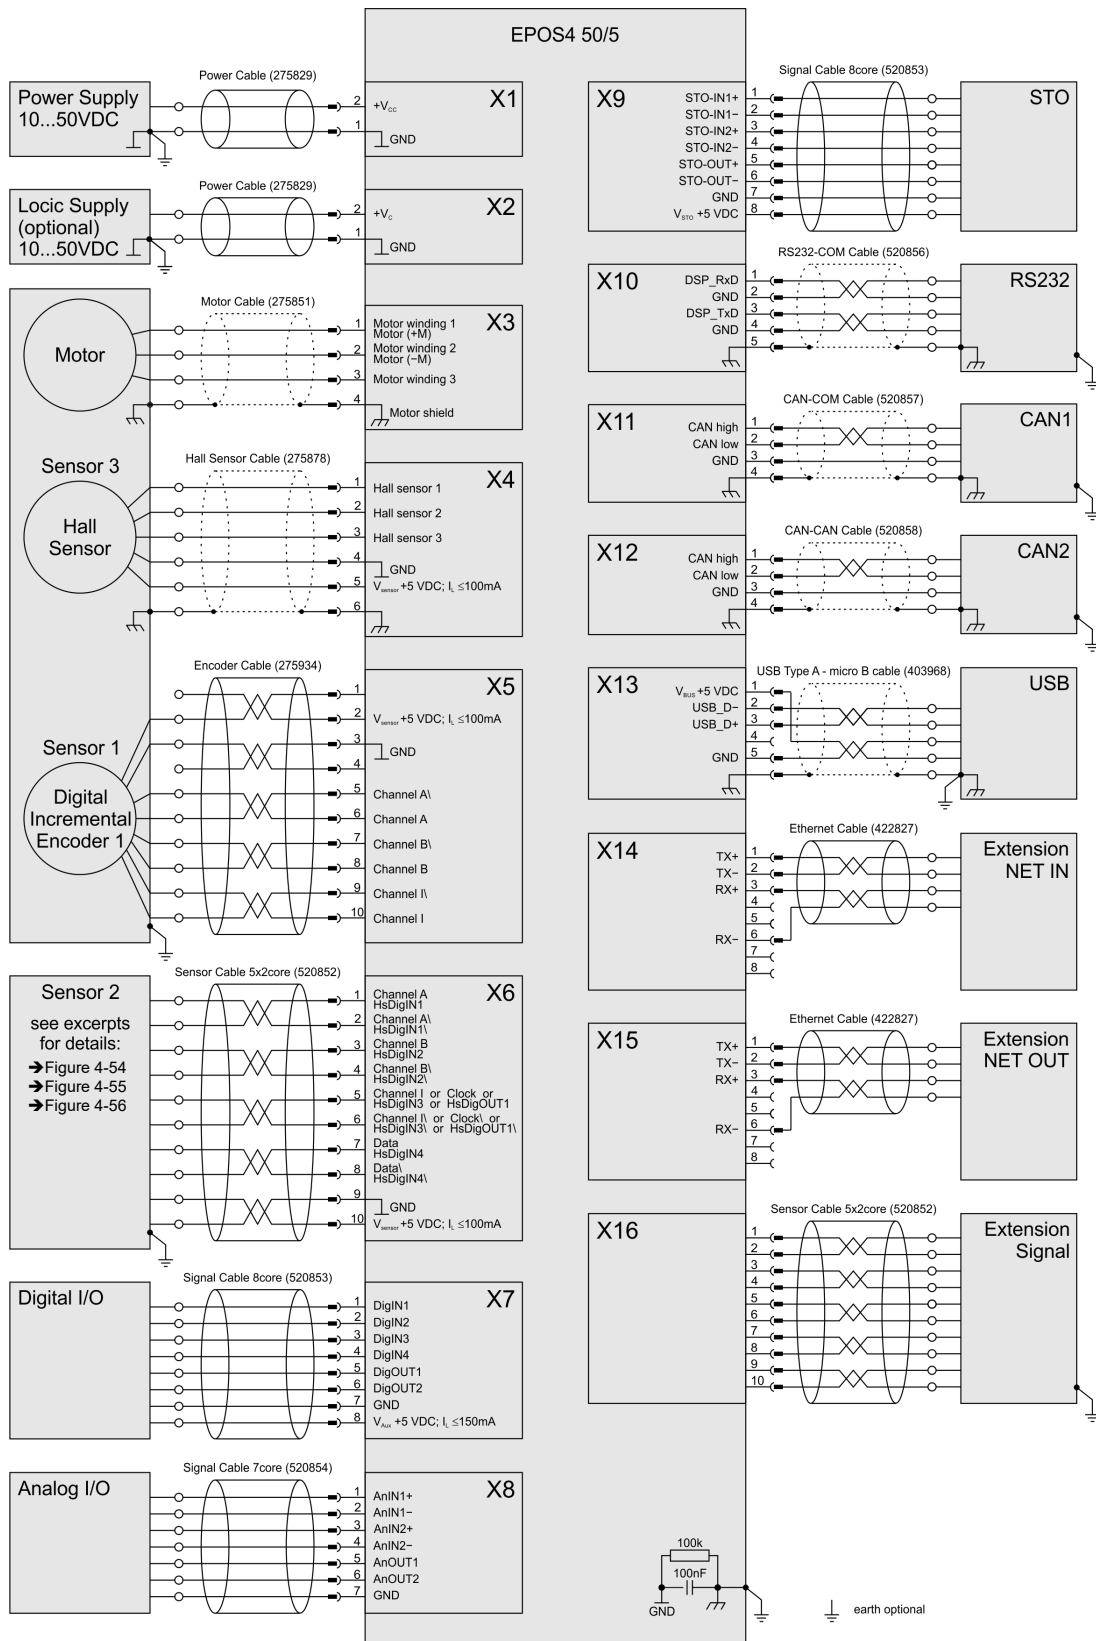 EPOS4 50/5
Power Cable (275829)
Power Supply
10...50VDC
2
+Vcc
X1
1
GND
Power Cable (275829)
Locic Supply
(optional)
10...50VDC
2
+Vc
X2
1
GND
Motor Cable (275851)
Motor
X3
1
Motor winding 1
Motor (+M)
2
Motor winding 2
Motor (−M)
3
Motor winding 3
4
Motor shield
Sensor 3
Hall Sensor Cable (275878)
Hall
Sensor
X4
1
Hall sensor 1
2
Hall sensor 2
3
Hall sensor 3
4
GND
5
Vsensor +5 VDC; IL ≤100mA
6
Encoder Cable (275934)
X5
1
2
Vsensor +5 VDC; IL ≤100mA
3
GND
4
Sensor 1
Digital
Incremental
Encoder 1
5
Channel A\
6
Channel A
7
Channel B\
8
Channel B
9
Channel I\
10
Channel I
Sensor Cable 5x2core (520852)
Sensor 2
see excerpts
for details:
➔Figure 4-54
➔Figure 4-55
➔Figure 4-56
X6
1
Channel A
HsDigIN1
2
Channel A\
HsDigIN1\
3
Channel B
HsDigIN2
4
Channel B\
HsDigIN2\
5
Channel I or Clock or
HsDigIN3 or HsDigOUT1
6
Channel I\ or Clock\ or
HsDigIN3\ or HsDigOUT1\
7
Data
HsDigIN4
8
Data\
HsDigIN4\
9
GND
10
Vsensor +5 VDC; IL ≤100mA
Signal Cable 8core (520853)
Digital I/O
X7
1
DigIN1
2
DigIN2
3
DigIN3
4
DigIN4
5
DigOUT1
6
DigOUT2
7
GND
8
VAux +5 VDC; IL ≤150mA
Signal Cable 7core (520854)
Analog I/O
X8
1
AnIN1+
2
AnIN1−
3
AnIN2+
4
AnIN2−
5
AnOUT1
6
AnOUT2
7
GND
Signal Cable 8core (520853)
X9
STO
STO-IN1+
1
STO-IN1−
2
STO-IN2+
3
STO-IN2−
4
STO-OUT+
5
STO-OUT−
6
GND
7
VSTO +5 VDC
8
RS232-COM Cable (520856)
X10
RS232
DSP_RxD
1
GND
2
DSP_TxD
3
GND
4
5
CAN-COM Cable (520857)
X11
CAN1
CAN high
1
CAN low
2
GND
3
4
CAN-CAN Cable (520858)
X12
CAN2
CAN high
1
CAN low
2
GND
3
4
USB Type A - micro B cable (403968)
X13
USB
VBUS +5 VDC
1
USB_D−
2
USB_D+
3
4
GND
5
Ethernet Cable (422827)
X14
Extension
NET IN
TX+
1
TX−
2
RX+
3
4
5
RX−
6
7
8
Ethernet Cable (422827)
X15
Extension
NET OUT
TX+
1
TX−
2
RX+
3
4
5
RX−
6
7
8
Sensor Cable 5x2core (520852)
X16
Extension
Signal
1
2
3
4
5
6
7
8
9
10
100k
100nF
GND
earth optional